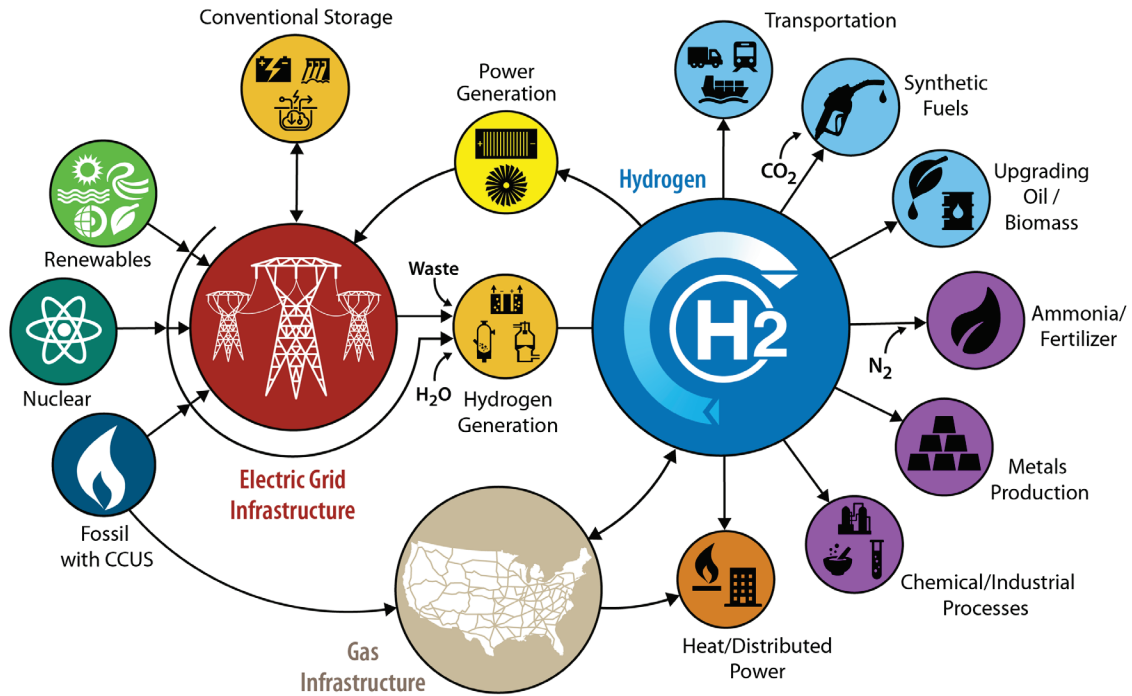 Conventional Storage
Transportation
Power
Generation
Synthetic
Fuels
CO2
Hydrogen
Upgrading
Oil /
Biomass
Renewables
Waste
H2
Ammonia/
Fertilizer
N2
Nuclear
H2O
Hydrogen
Generation
Electric Grid
Infrastructure
Metals
Production
Fossil
with CCUS
Chemical/Industrial
Processes
Heat/Distributed
Power
Gas
Infrastructure